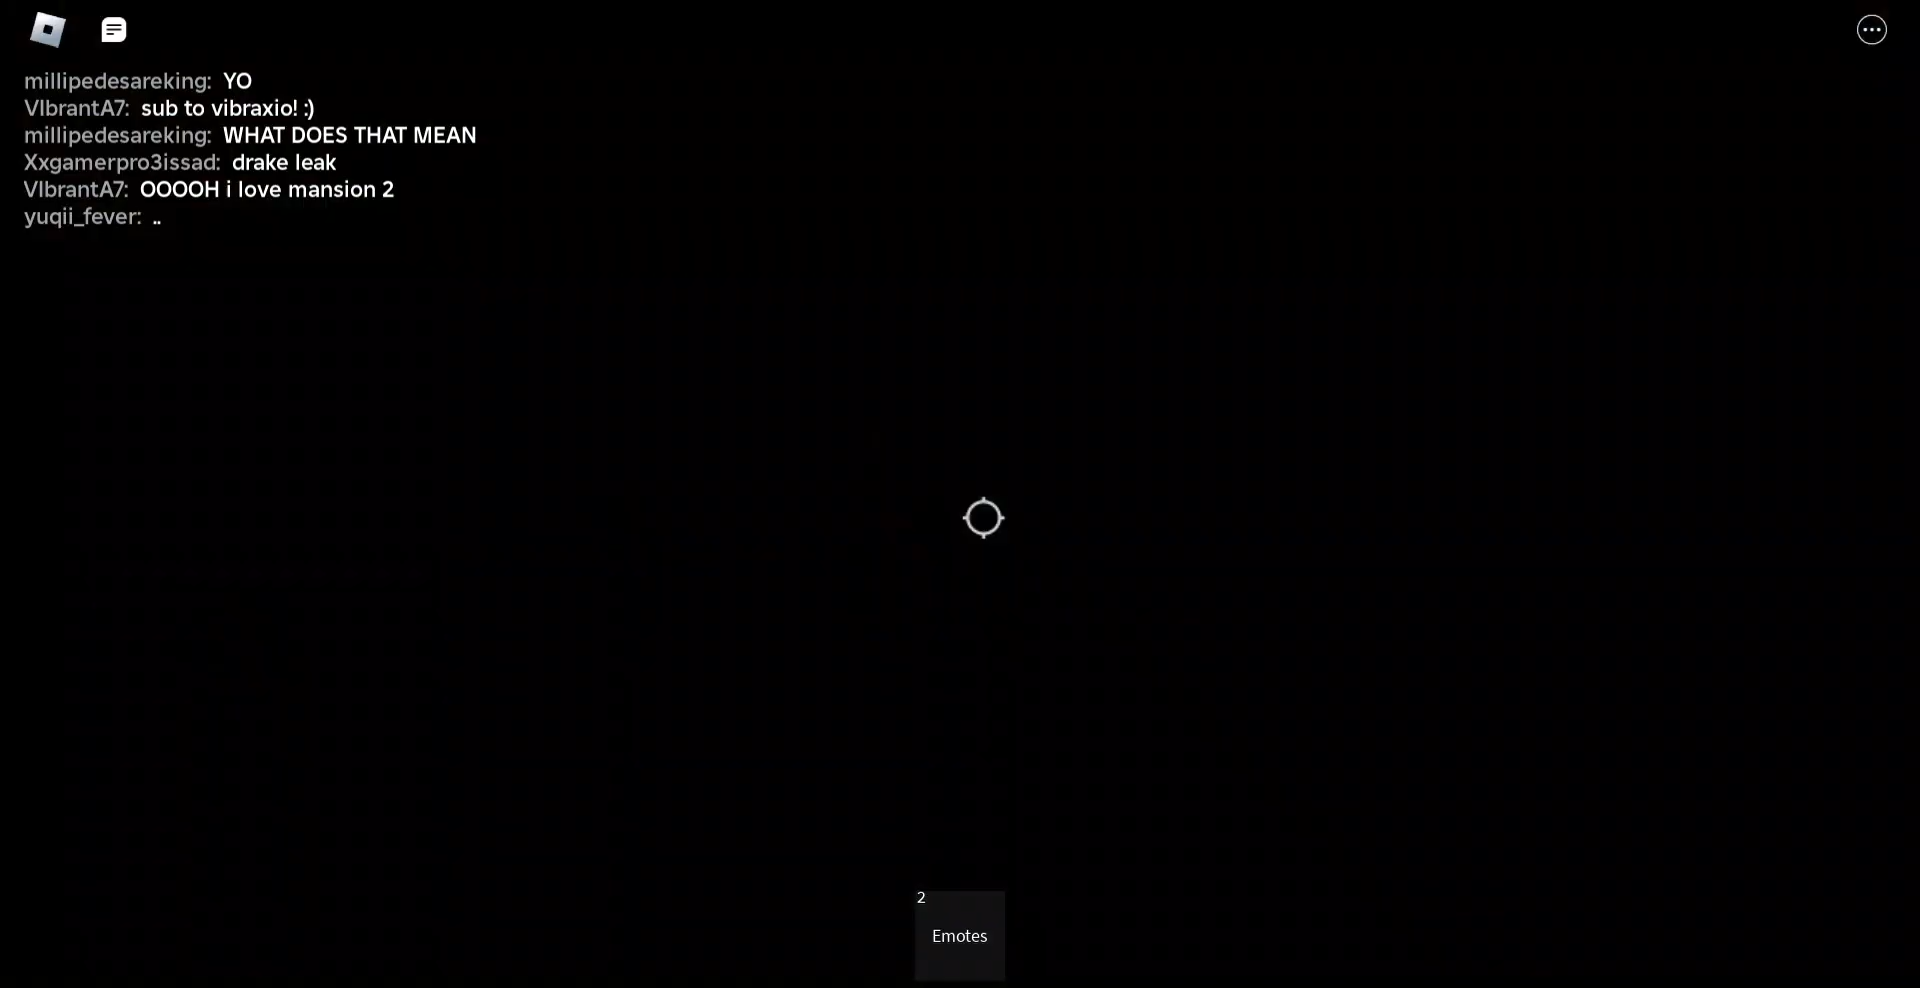 millipedesareking: YO
VIbrantA7: sub to vibraxio! :)
millipedesareking: WHAT DOES THAT MEAN
Xxgamerpro3issad: drake leak
VIbrantA7: OOOOH i love mansion 2
yuqii_fever: ..
2
Emotes